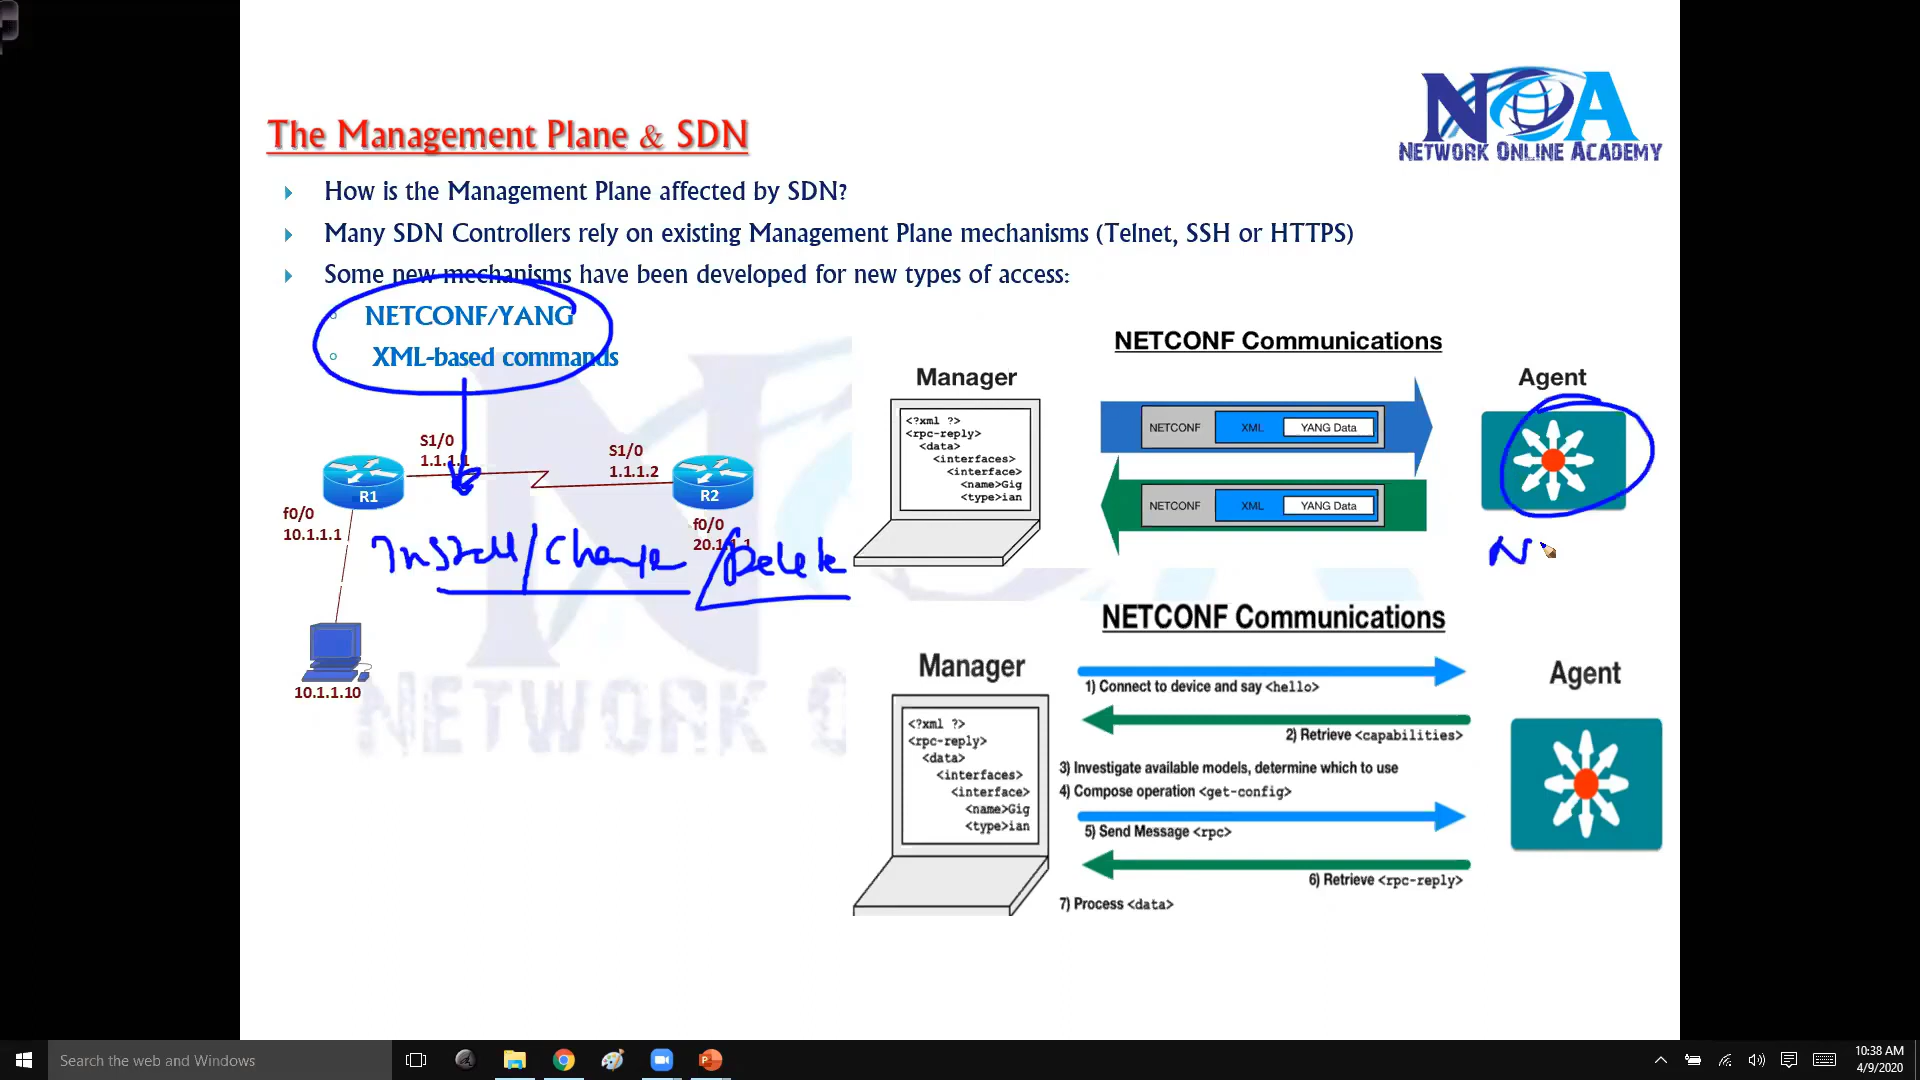 NOA
NETWORK ONLINE ACADEMY
The Management Plane & SDN
How is the Management Plane affected by SDN?
Many SDN Controllers rely on existing Management Plane mechanisms (Telnet, SSH or HTTPS)
Some new mechanisms have been developed for new types of access:
NETCONF/YANG
XML-based commands
S1/0
1.1.1.1
S1/0
1.1.1.2
R1
R2
f0/0
10.1.1.1
f0/0
20.1.1.1
Install/Change/Delete
10.1.1.10
NETWORK O
NETCONF Communications
Manager
Agent
<?xml ?>
<rpc-reply>
<data>
<interfaces>
<interface>
<name>Gig
<type>ian
NETCONF XML YANG Data
NETCONF XML YANG Data
N
NETCONF Communications
Manager
Agent
<?xml ?>
<rpc-reply>
<data>
<interfaces>
<interface>
<name>Gig
<type>ian
1) Connect to device and say <hello>
2) Retrieve <capabilities>
3) Investigate available models, determine which to use
4) Compose operation <get-config>
5) Send Message <rpc>
6) Retrieve <rpc-reply>
7) Process <data>
Search the web and Windows
10:38 AM
4/9/2020